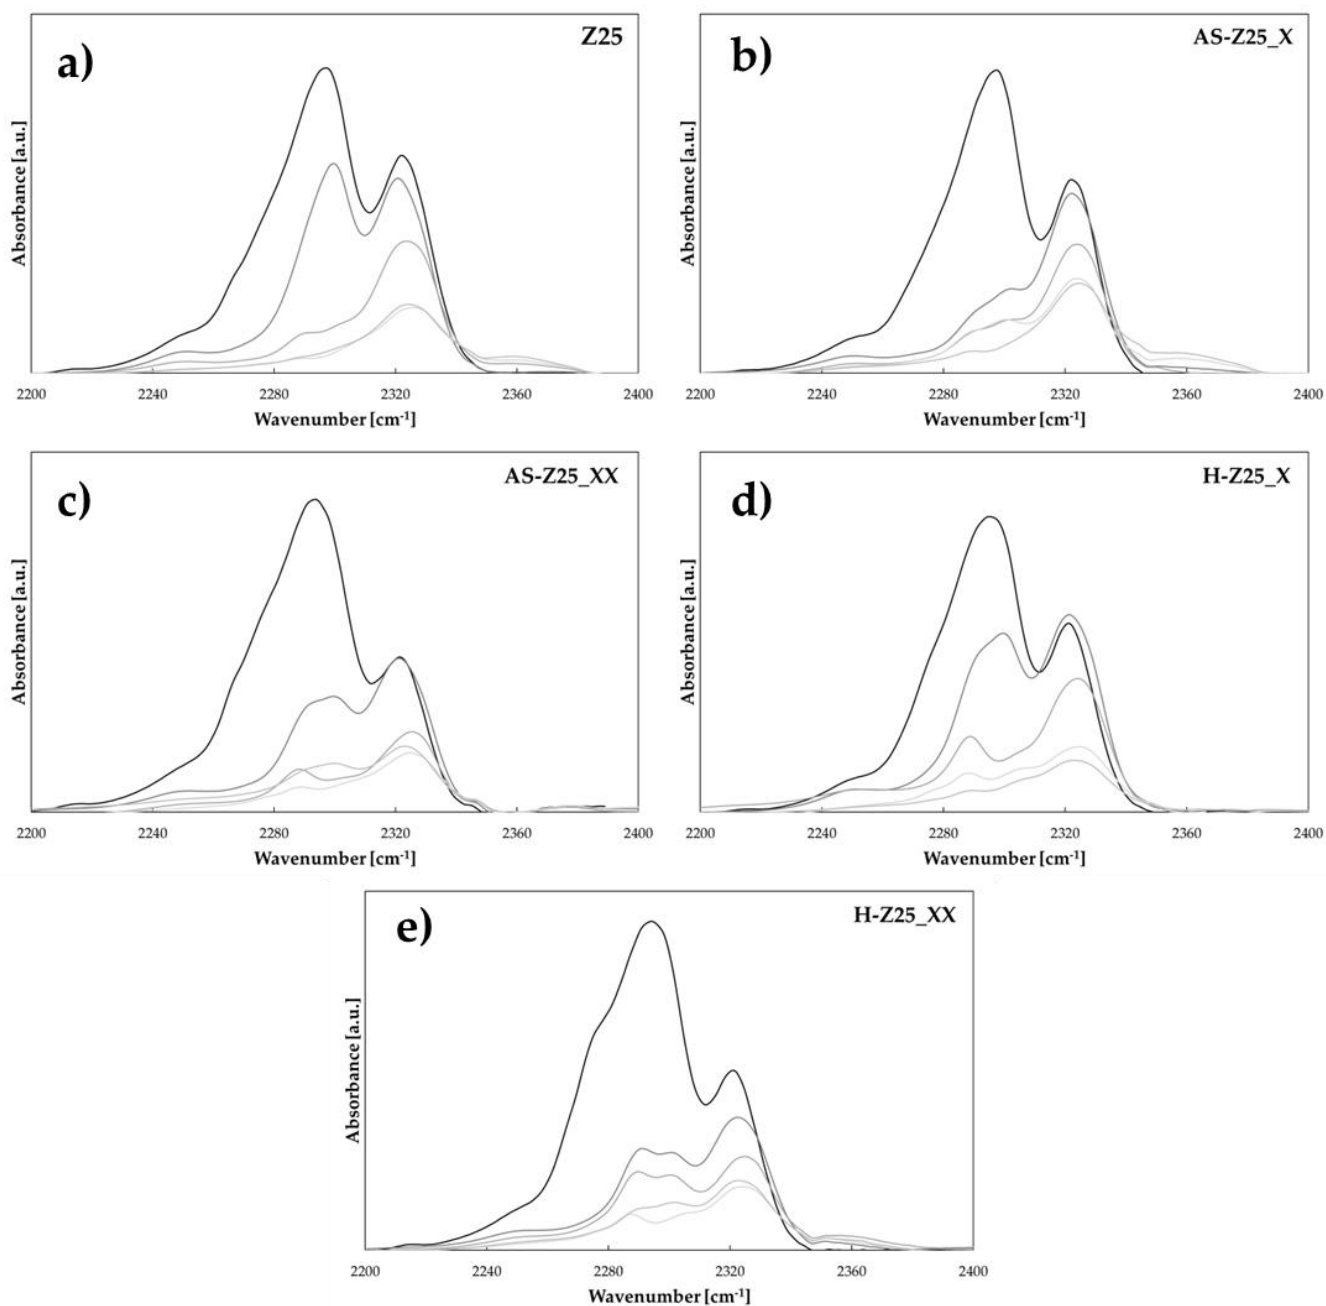 a)
Z25
Absorbance [a.u.]
2200 2240 2280 2320 2360 2400
Wavenumber [cm⁻¹]
b)
AS-Z25_X
Absorbance [a.u.]
2200 2240 2280 2320 2360 2400
Wavenumber [cm⁻¹]
c)
AS-Z25_XX
Absorbance [a.u.]
2200 2240 2280 2320 2360 2400
Wavenumber [cm⁻¹]
d)
H-Z25_X
Absorbance [a.u.]
2200 2240 2280 2320 2360 2400
Wavenumber [cm⁻¹]
e)
H-Z25_XX
Absorbance [a.u.]
2200 2240 2280 2320 2360 2400
Wavenumber [cm⁻¹]